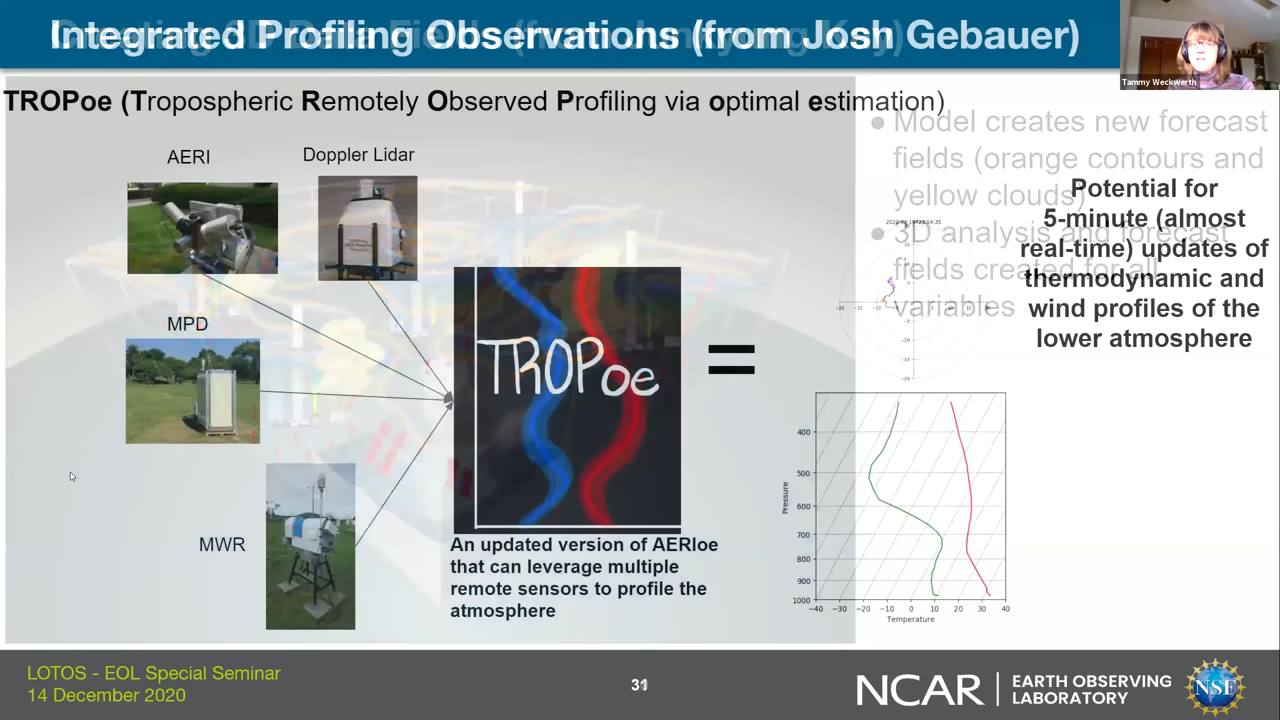 Integrated Profiling Observations (from Josh Gebauer)
Tammy Weckwerth
TROPoe (Tropospheric Remotely Observed Profiling via optimal estimation)
AERI
Doppler Lidar
MPD
MWR
TROPoe
=
An updated version of AERIoe
that can leverage multiple
remote sensors to profile the
atmosphere
Model creates new forecast
fields (orange contours and
yellow clouds)
3D analysis and forecast
fields created for all
variables
Potential for
5-minute (almost
real-time) updates of
thermodynamic and
wind profiles of the
lower atmosphere
Pressure
400
500
600
700
800
900
1000
−40 −30 −20 −10 0 10 20 30 40
Temperature
LOTOS - EOL Special Seminar
14 December 2020
NCAR
EARTH OBSERVING
LABORATORY
NSF